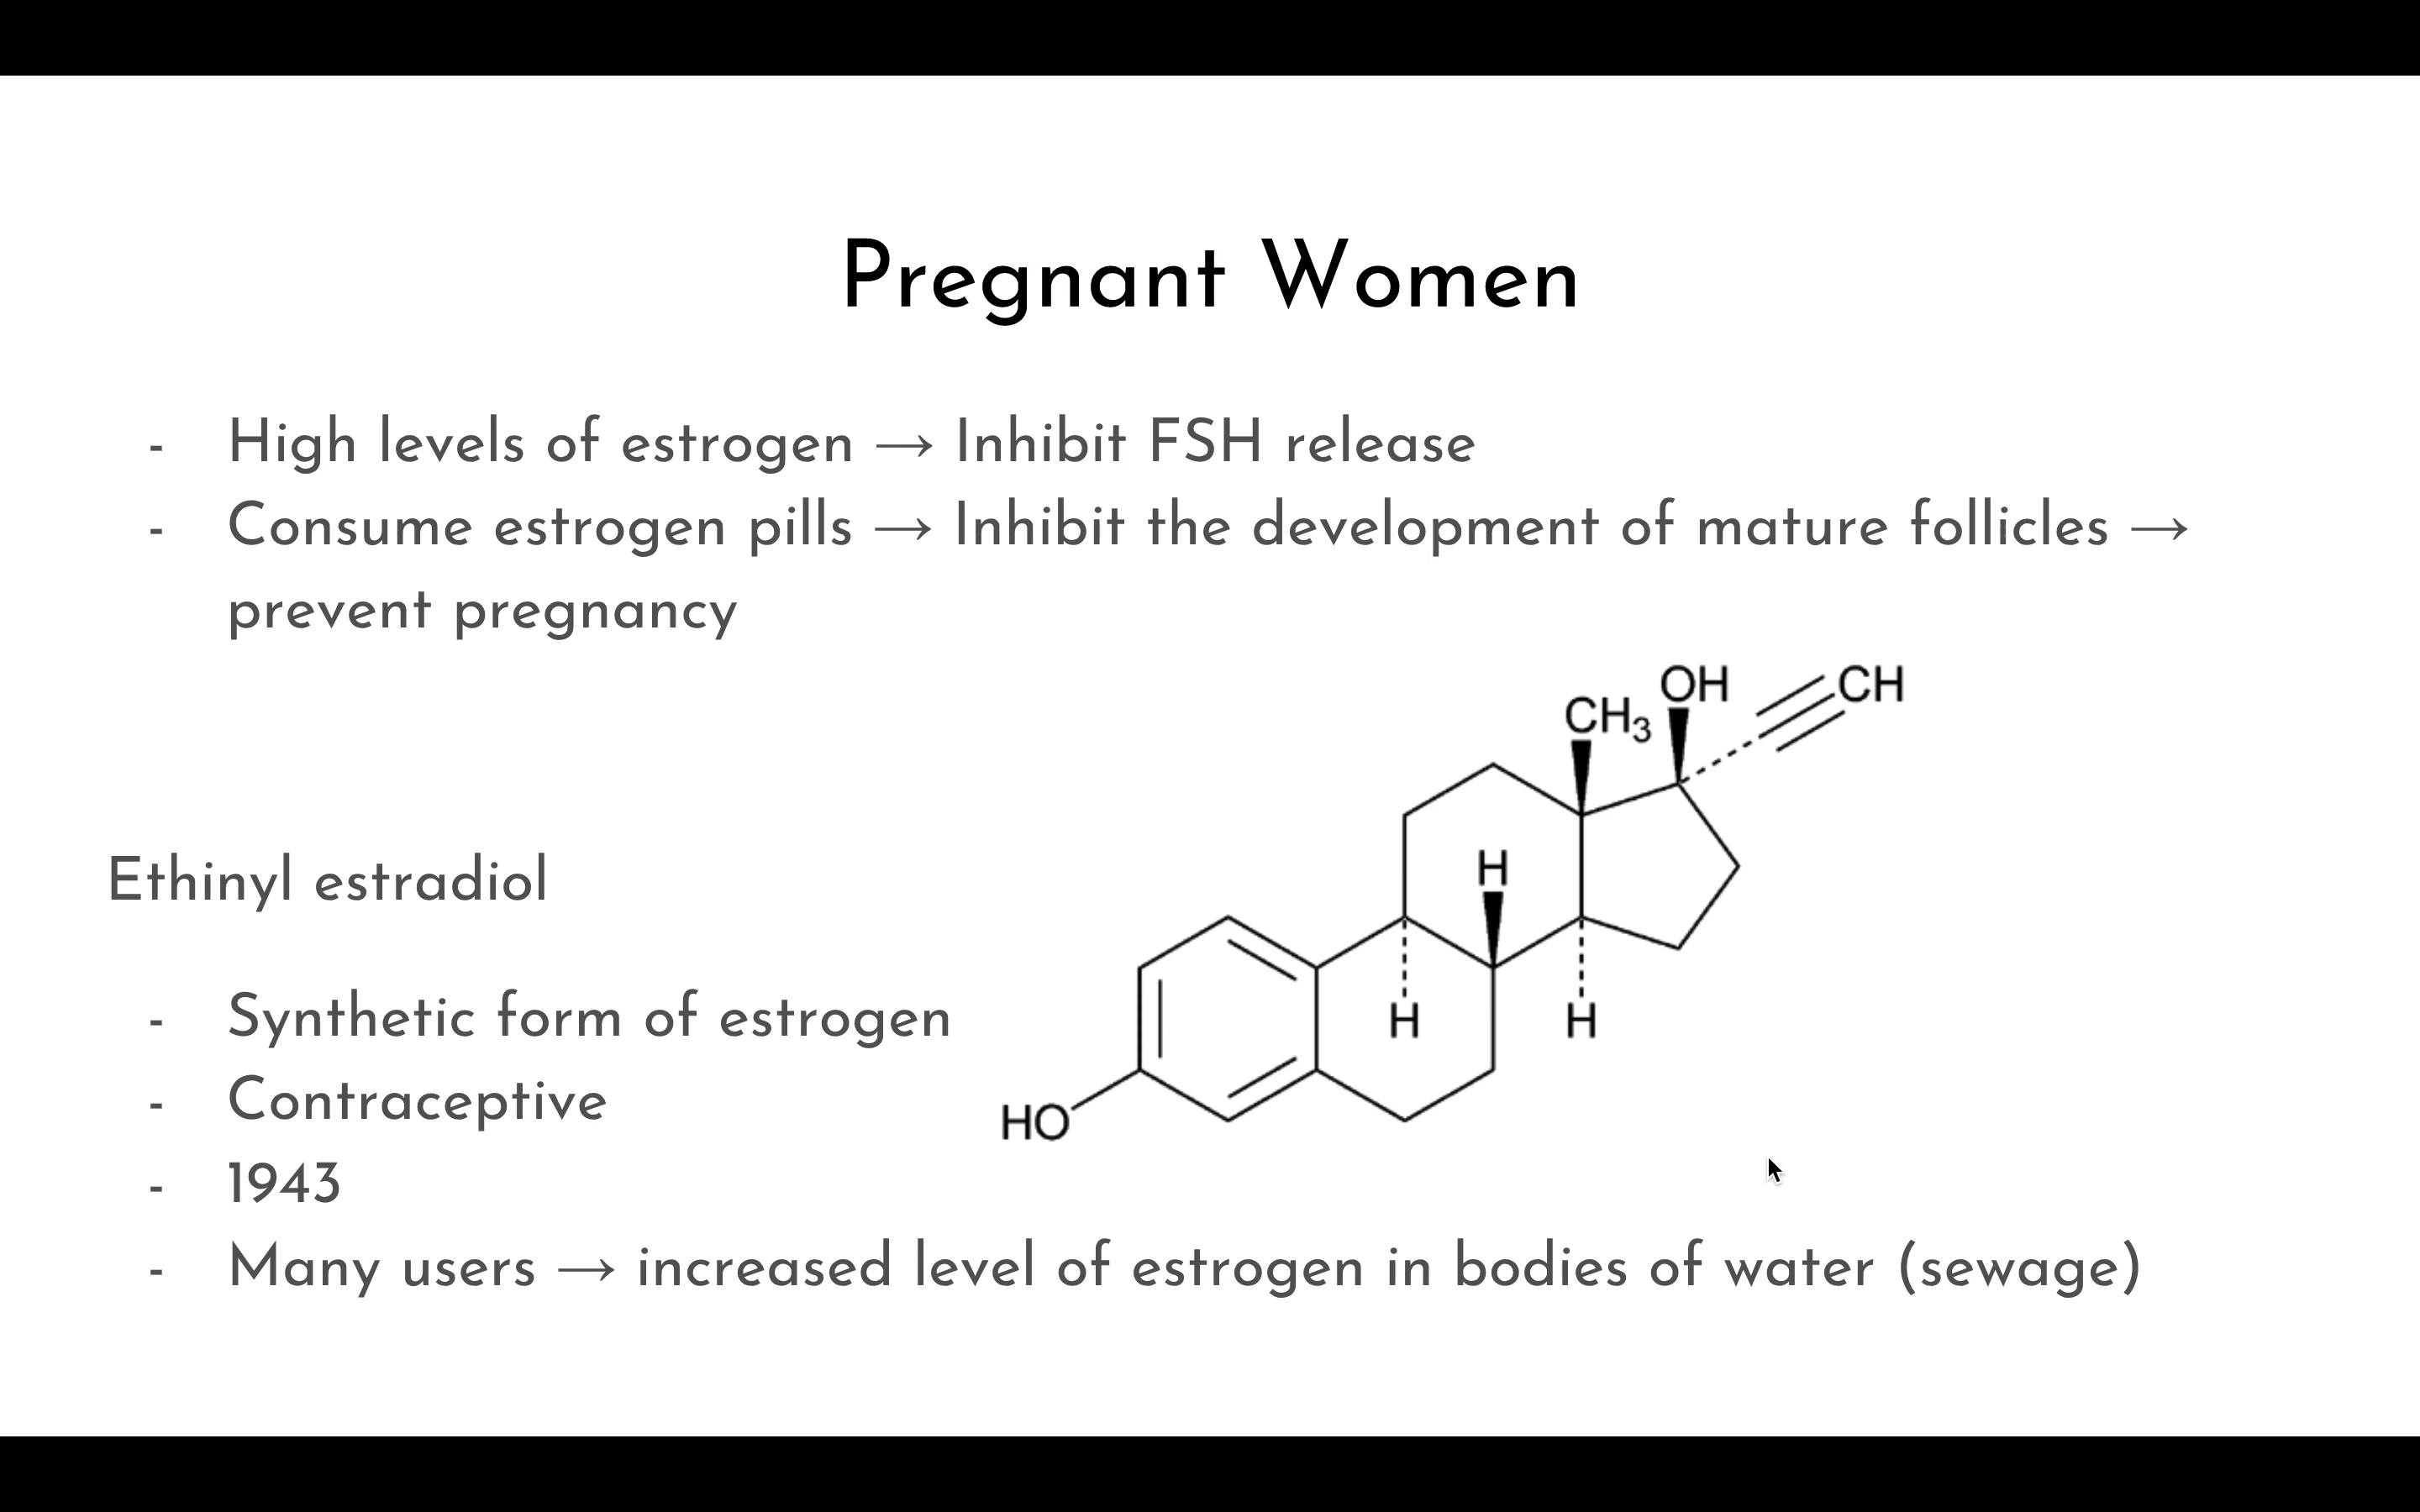 Pregnant Women
- High levels of estrogen → Inhibit FSH release
- Consume estrogen pills → Inhibit the development of mature follicles →
prevent pregnancy
OH
CH
CH3
H
Ethinyl estradiol
- Synthetic form of estrogen
H
H
- Contraceptive
HO
- 1943
- Many users → increased level of estrogen in bodies of water (sewage)